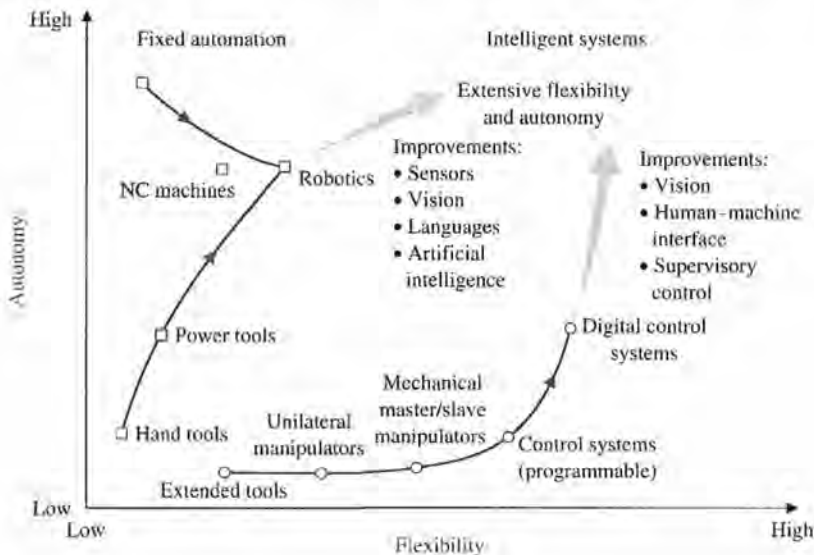 High
Fixed automation
Intelligent systems
Extensive flexibility
and autonomy
Improvements:
• Sensors
• Vision
• Languages
• Artificial
intelligence
Improvements:
• Vision
• Human-machine
interface
• Supervisory
control
NC machines
Robotics
Autonomy
Power tools
Digital control
systems
Mechanical
master/slave
manipulators
Hand tools
Unilateral
manipulators
Control systems
(programmable)
Extended tools
Low
Low
Flexibility
High